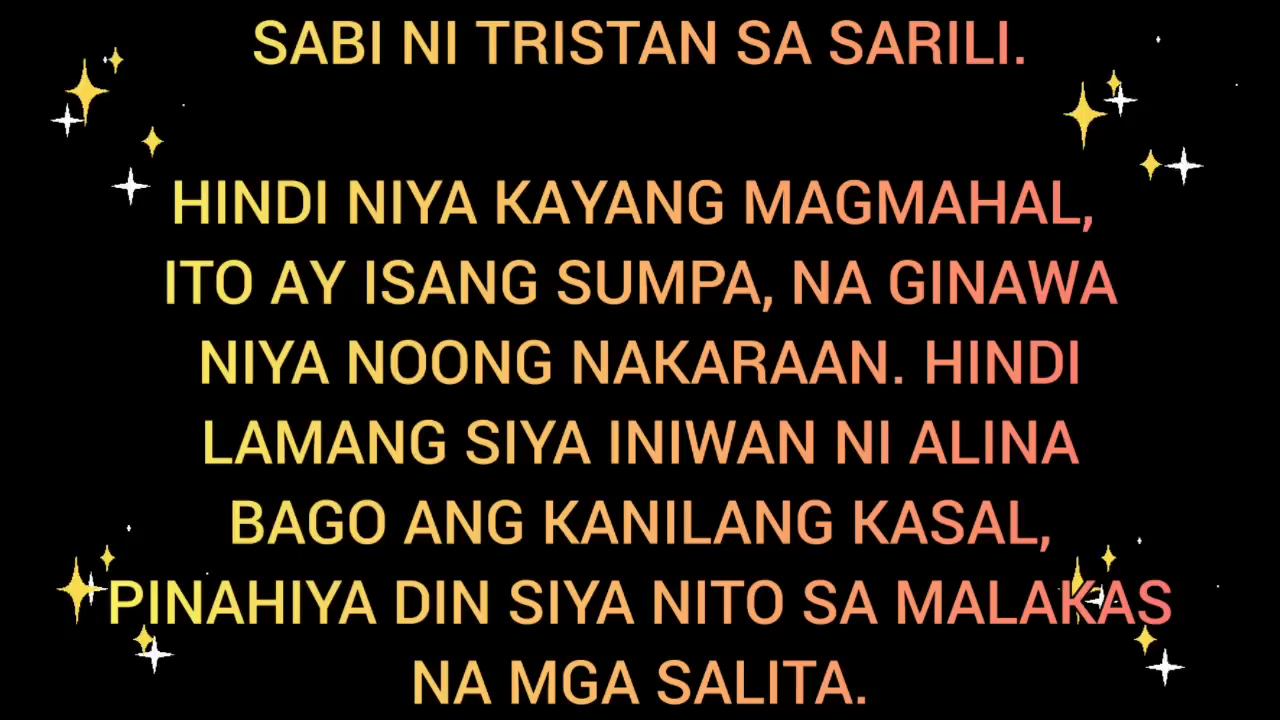 SABI NI TRISTAN SA SARILI.
HINDI NIYA KAYANG MAGMAHAL,
ITO AY ISANG SUMPA, NA GINAWA
NIYA NOONG NAKARAAN. HINDI
LAMANG SIYA INIWAN NI ALINA
BAGO ANG KANILANG KASAL,
PINAHIYA DIN SIYA NITO SA MALAKAS
NA MGA SALITA.